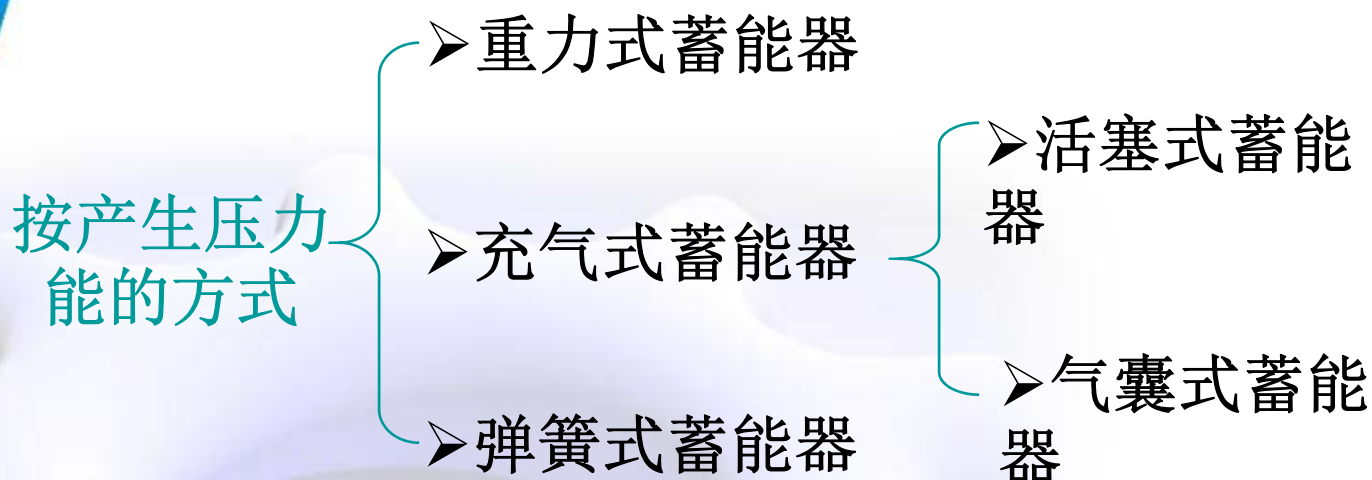 按产生压力
能的方式
➢重力式蓄能器
➢充气式蓄能器
➢弹簧式蓄能器
➢活塞式蓄能
器
➢气囊式蓄能
器